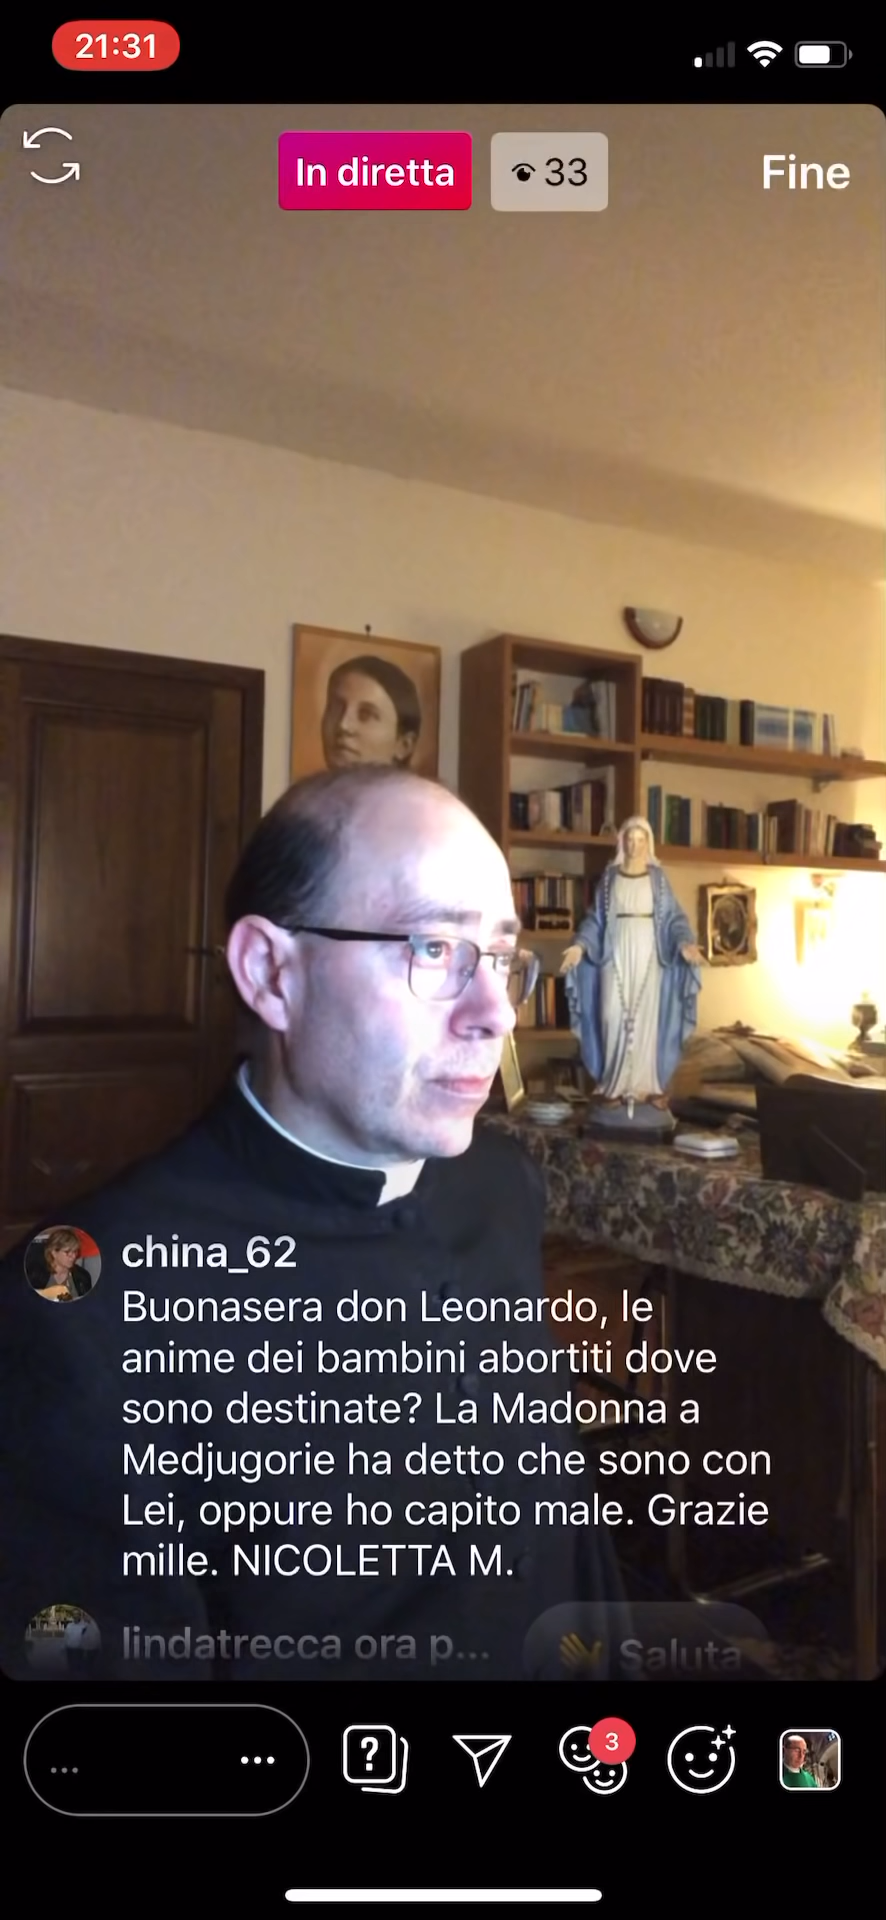 21:31
In diretta
33
Fine
china_62
Buonasera don Leonardo, le
anime dei bambini abortiti dove
sono destinate? La Madonna a
Medjugorie ha detto che sono con
Lei, oppure ho capito male. Grazie
mille. NICOLETTA M.
lindatrecca ora p...
Saluta
...
3